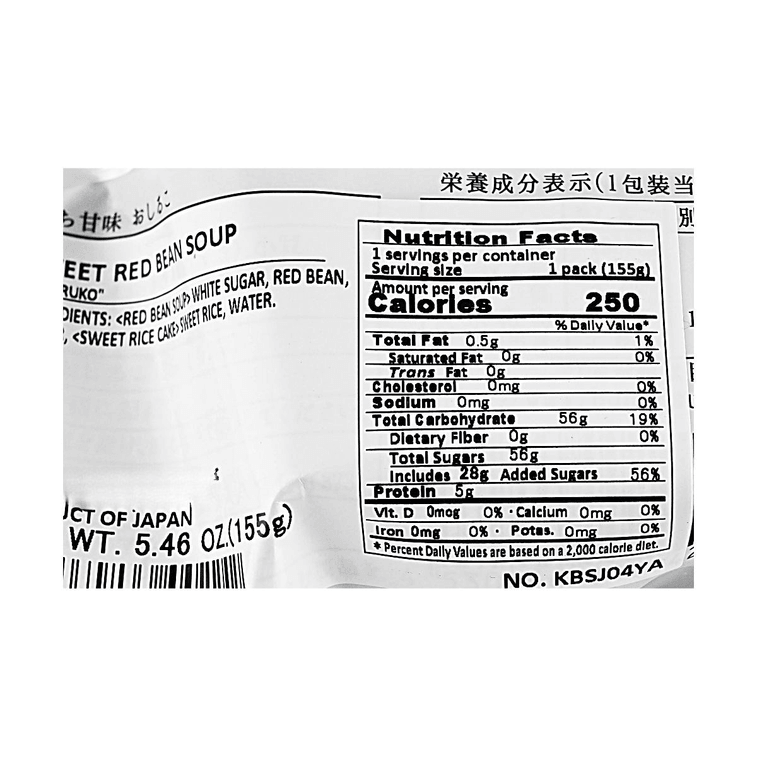 栄養成分表示(1包装当
別
ち甘味 おしるこ
EET RED BEAN SOUP
RUKO"
DIENTS: <RED BEAN SOUP> WHITE SUGAR, RED BEAN,
, <SWEET RICE CAKE> SWEET RICE, WATER.
Nutrition Facts
1 servings per container
Serving size 1 pack (155g)
Amount per serving
Calories 250
% Daily Value*
Total Fat 0.5g 1%
Saturated Fat 0g 0%
Trans Fat 0g
Cholesterol 0mg 0%
Sodium 0mg 0%
Total Carbohydrate 56g 19%
Dietary Fiber 0g 0%
Total Sugars 56g
Includes 28g Added Sugars 56%
Protein 5g
Vit. D 0mog 0% · Calcium 0mg 0%
Iron 0mg 0% · Potas. 0mg 0%
* Percent Daily Values are based on a 2,000 calorie diet.
NO. KBSJ04YA
UCT OF JAPAN
WT. 5.46 OZ.(155g)